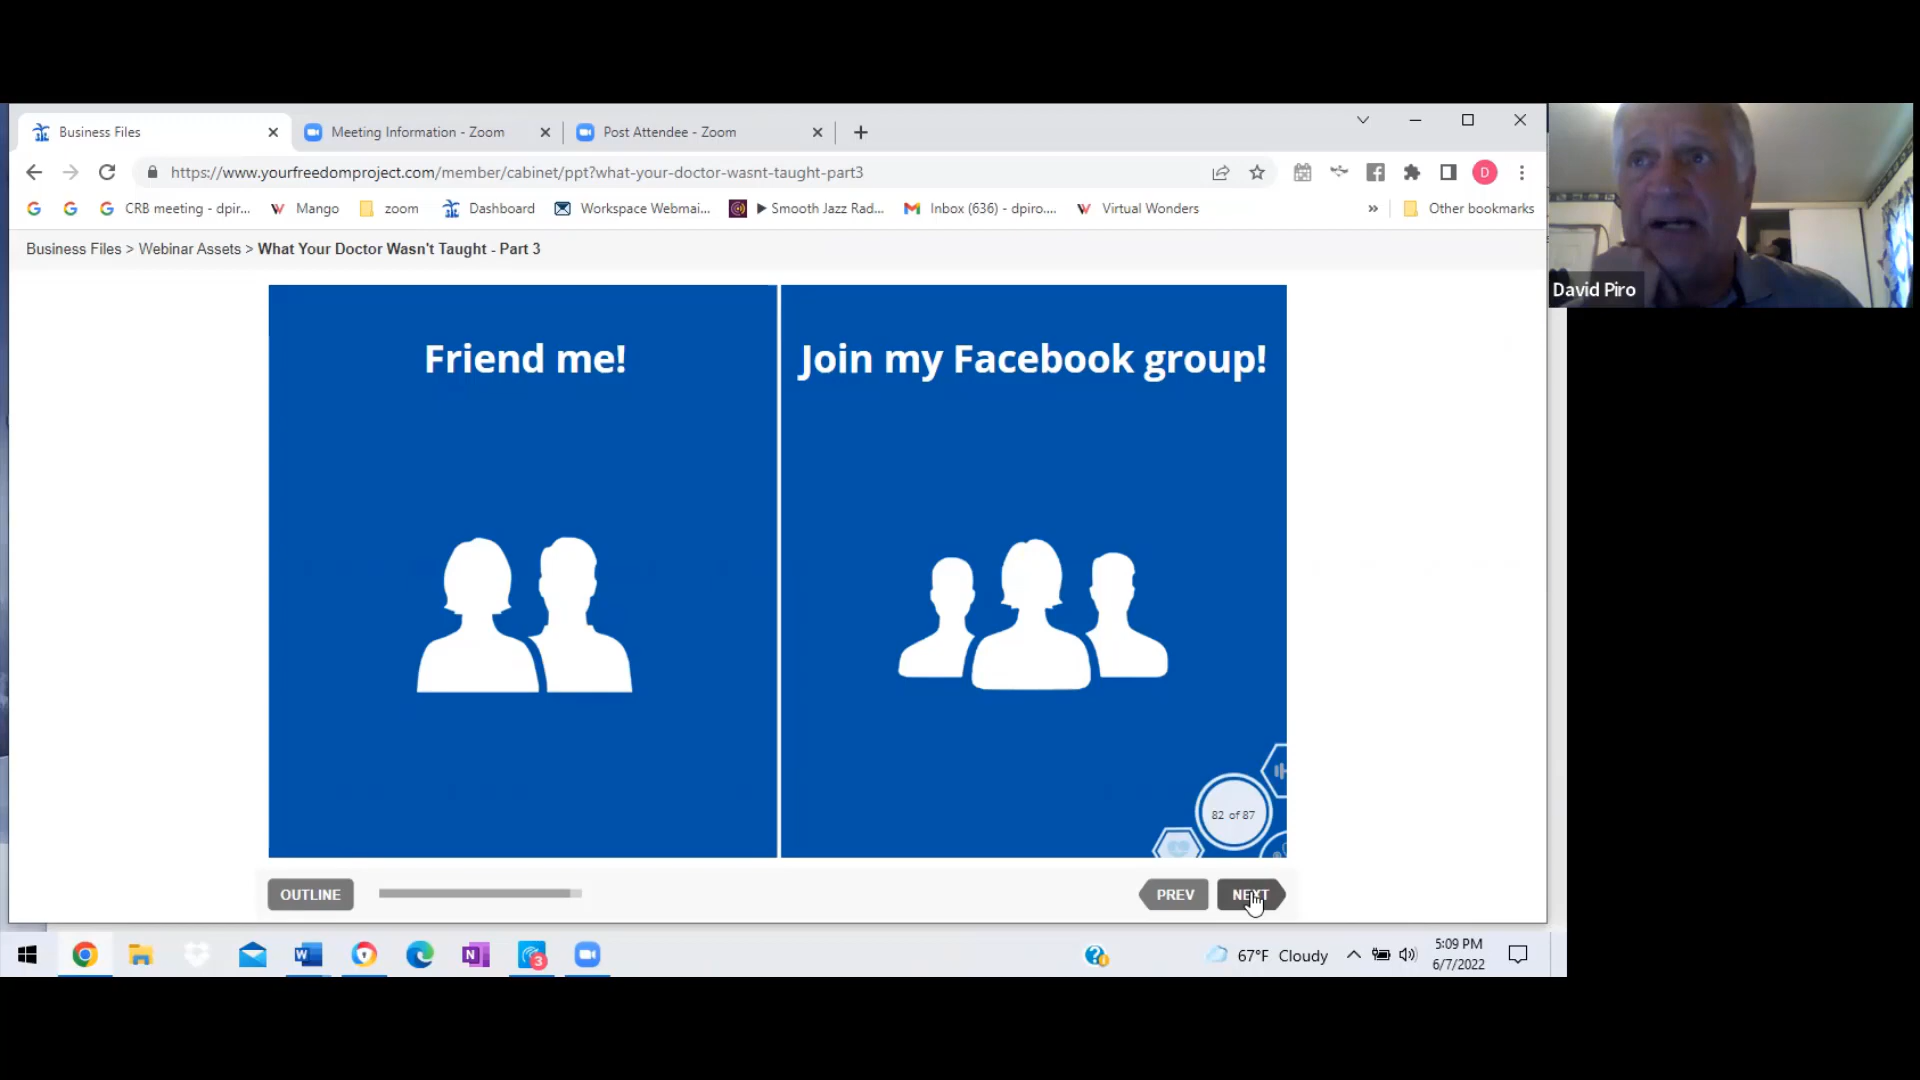 Business Files
Meeting Information - Zoom
Post Attendee - Zoom
https://www.yourfreedomproject.com/member/cabinet/ppt?what-your-doctor-wasnt-taught-part3
D
CRB meeting - dpir...
Mango
zoom
Dashboard
Workspace Webmai...
Smooth Jazz Rad...
Inbox (636) - dpiro....
Virtual Wonders
»
Other bookmarks
Business Files > Webinar Assets > What Your Doctor Wasn't Taught - Part 3
David Piro
Friend me!
Join my Facebook group!
82 of 87
OUTLINE
PREV
NEXT
3
67°F Cloudy
5:09 PM
6/7/2022